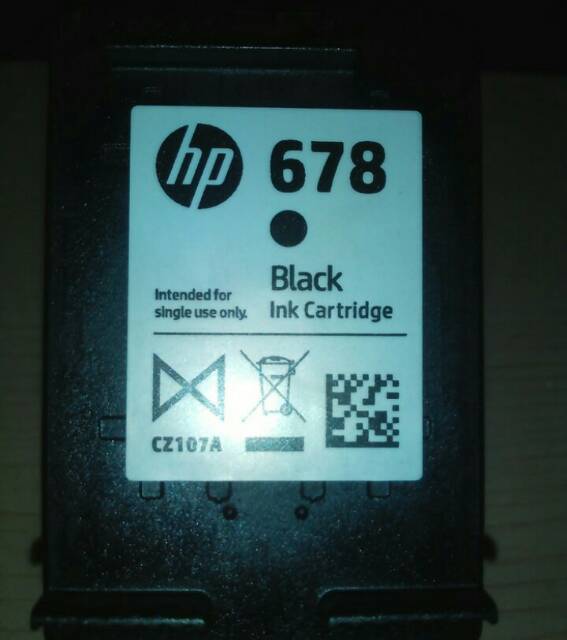 hp 678
Black
Intended for
single use only.
Ink Cartridge
CZ107A